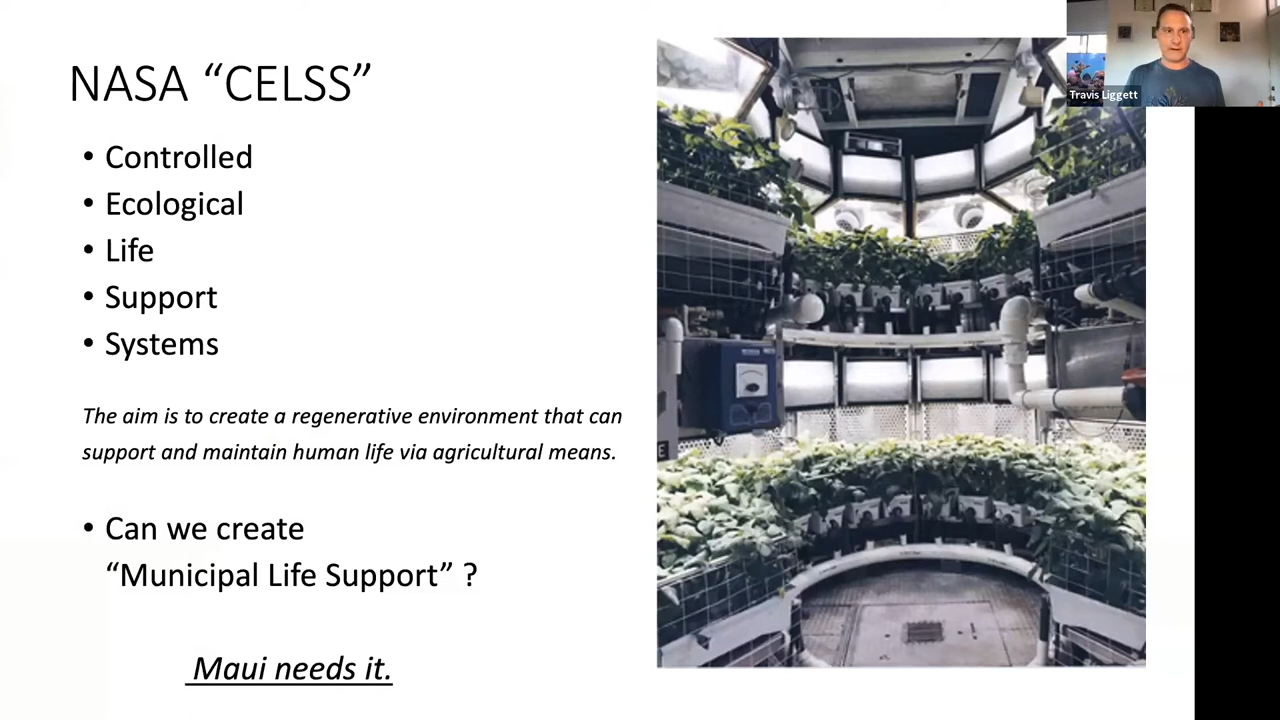 NASA “CELSS”
• Controlled
• Ecological
• Life
• Support
• Systems
The aim is to create a regenerative environment that can
support and maintain human life via agricultural means.
• Can we create
“Municipal Life Support” ?
Maui needs it.
Travis Liggett